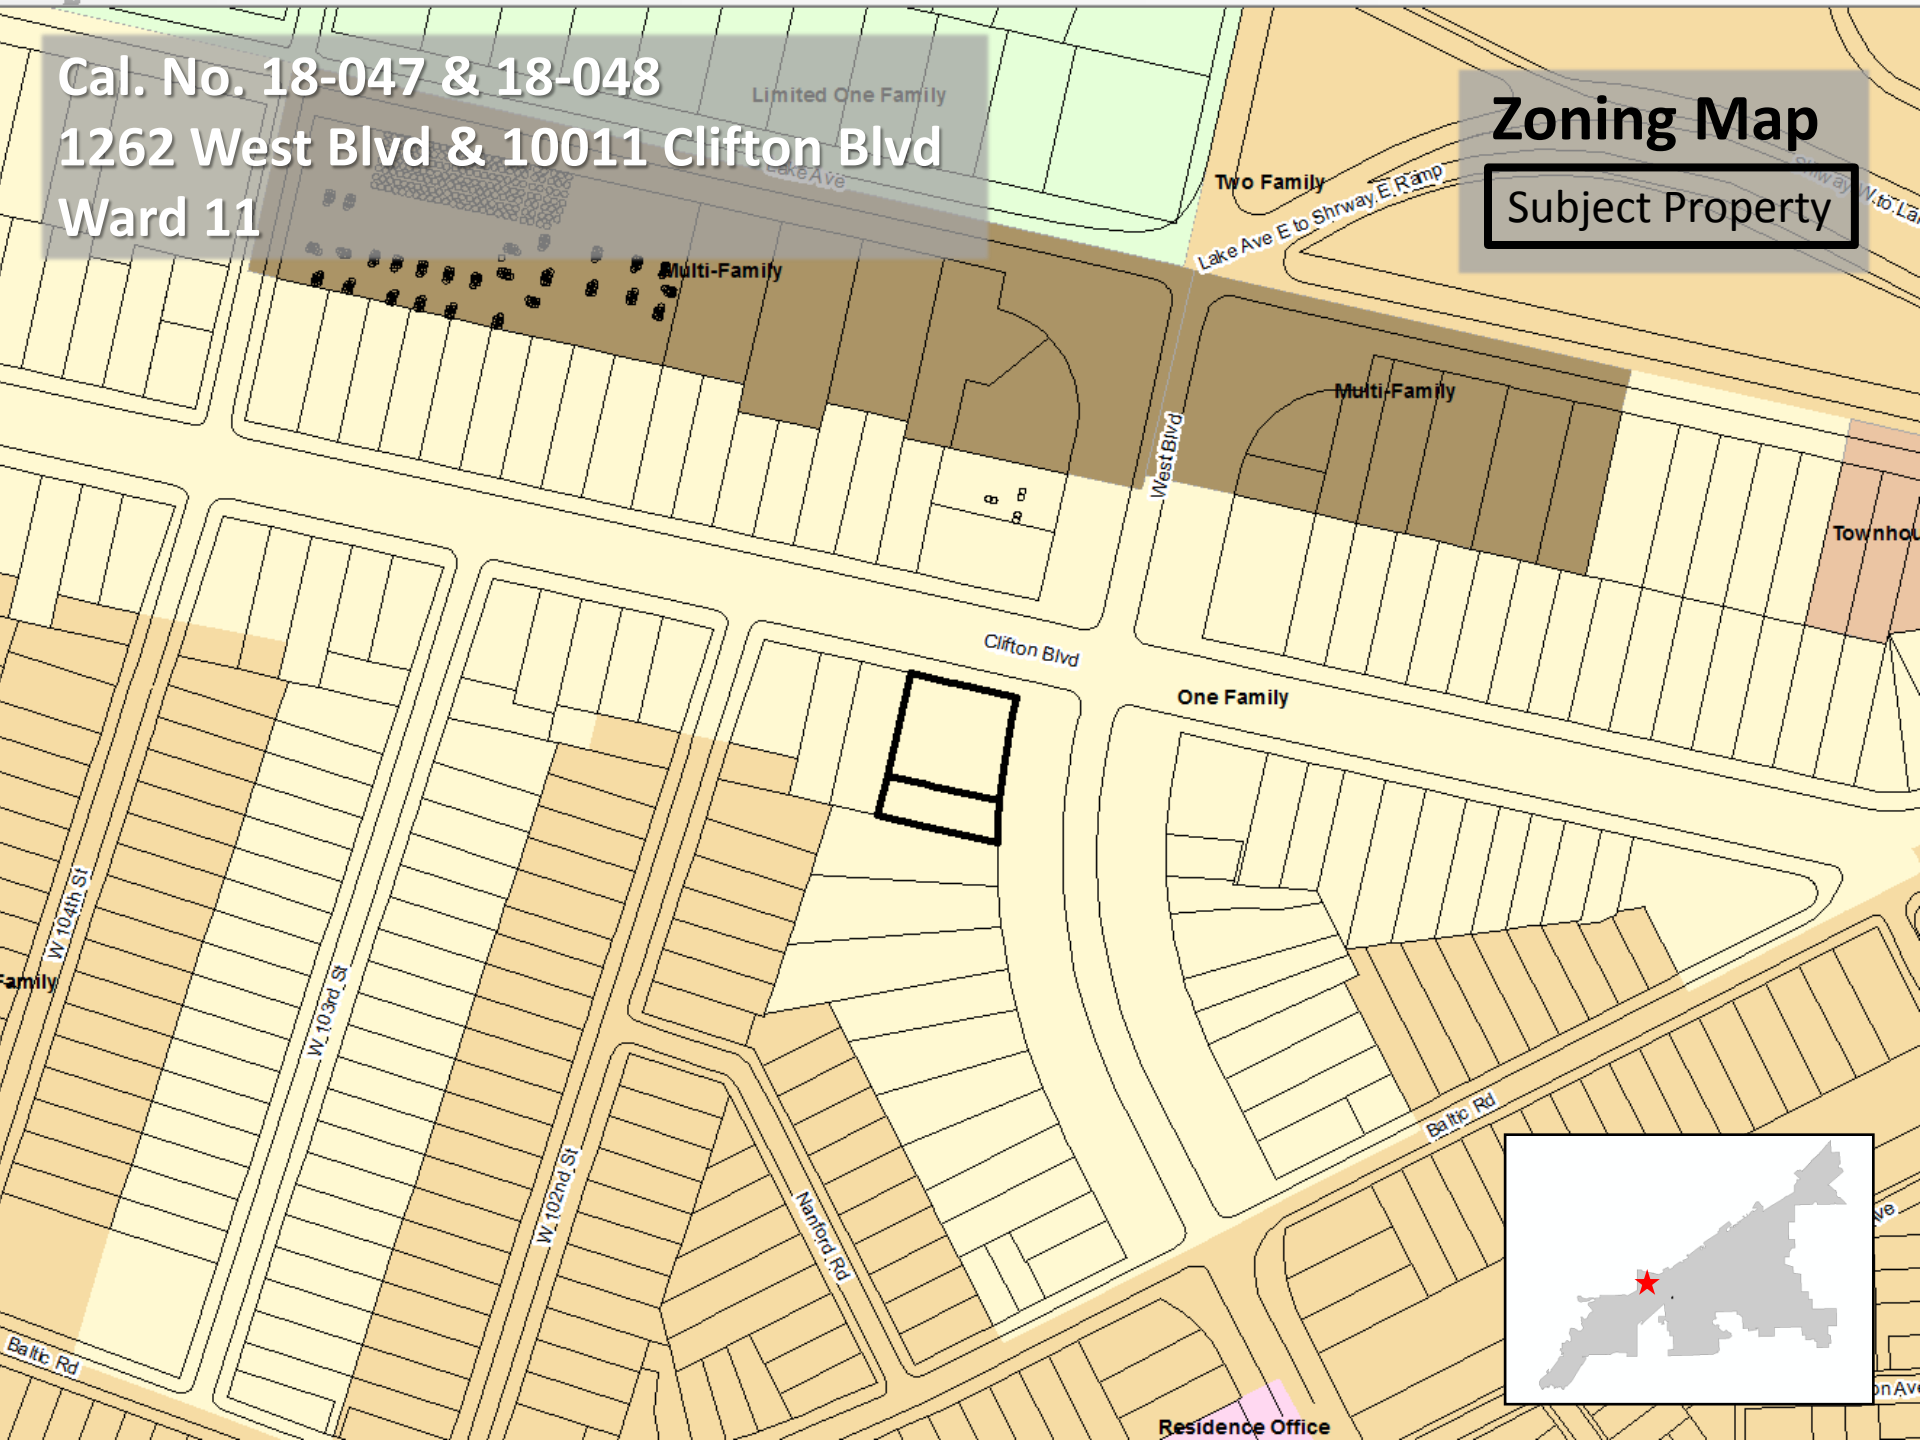 Cal. No. 18-047 & 18-048
1262 West Blvd & 10011 Clifton Blvd
Ward 11
Zoning Map
Subject Property
Limited One Family
Lake Ave
Two Family
Lake Ave E to Shrway E Ramp
Multi-Family
Multi-Family
West Blvd
Clifton Blvd
One Family
W 104th St
Family
W 103rd St
W 102nd St
Nanford Rd
Baltic Rd
Baltic Rd
Residence Office